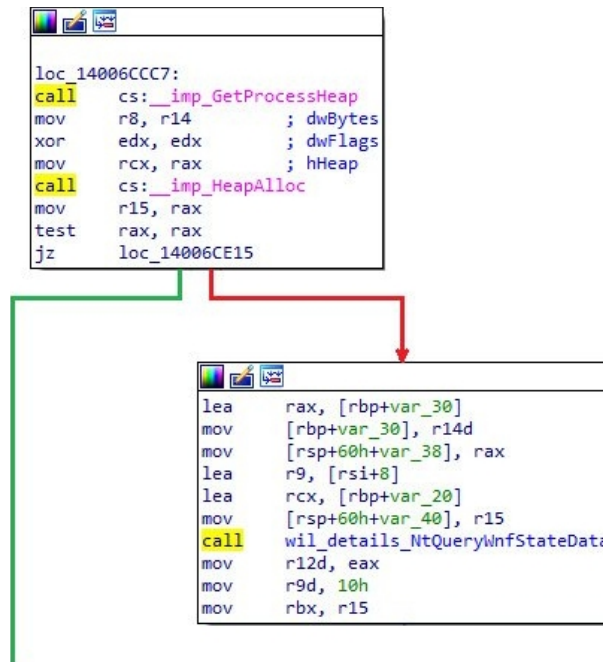 loc_14006CCC7:
call cs:__imp_GetProcessHeap
mov r8, r14 ; dwBytes
xor edx, edx ; dwFlags
mov rcx, rax ; hHeap
call cs:__imp_HeapAlloc
mov r15, rax
test rax, rax
jz loc_14006CE15
lea rax, [rbp+var_30]
mov [rbp+var_30], r14d
mov [rsp+60h+var_38], rax
lea r9, [rsi+8]
lea rcx, [rbp+var_20]
mov [rsp+60h+var_40], r15
call wil_details_NtQueryWnfStateData
mov r12d, eax
mov r9d, 10h
mov rbx, r15